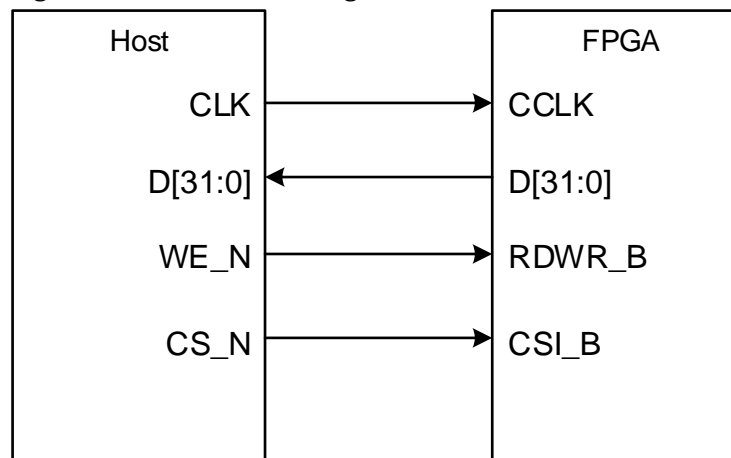 Host FPGA
CLK CCLK
D[31:0] D[31:0]
WE_N RDWR_B
CS_N CSI_B